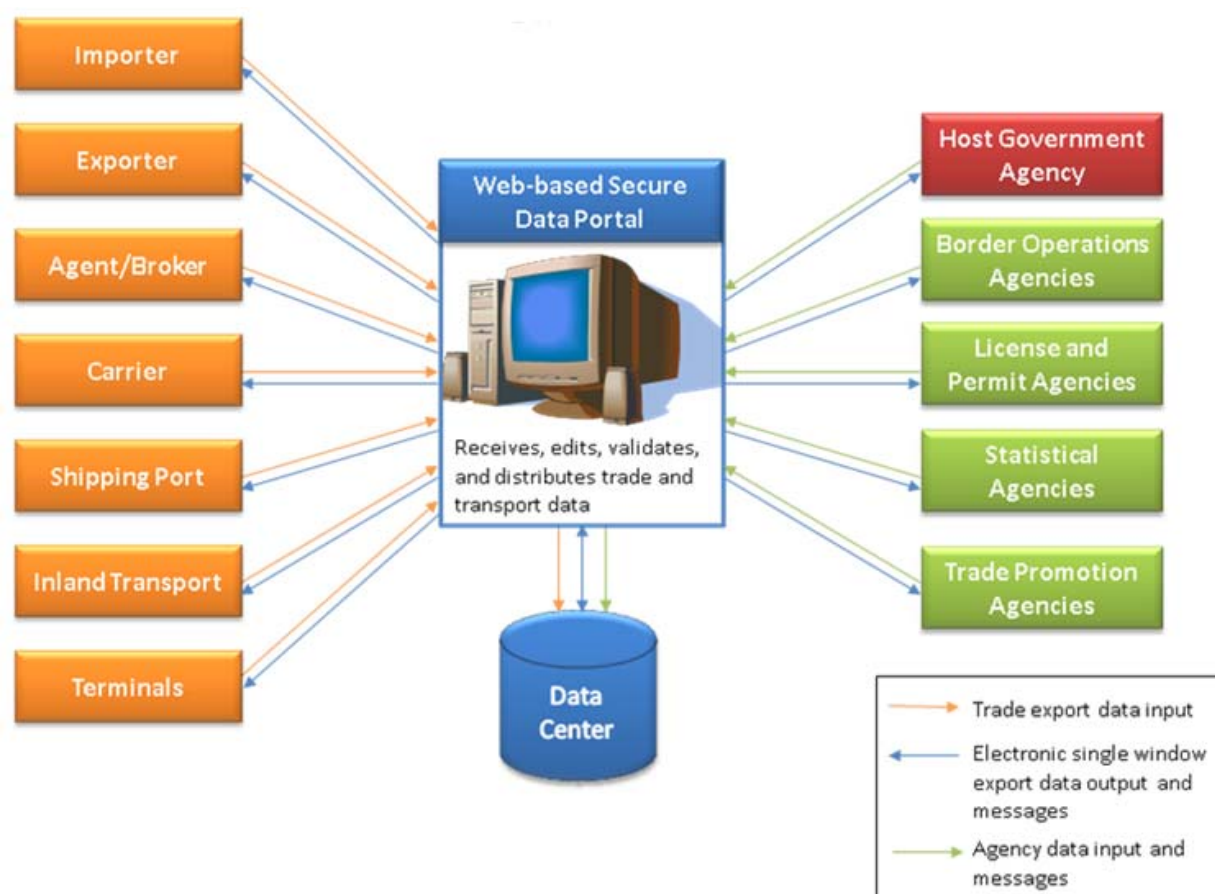 Importer
Exporter
Agent/Broker
Carrier
Shipping Port
Inland Transport
Terminals
Web-based Secure
Data Portal
Receives, edits, validates,
and distributes trade and
transport data
Data
Center
Host Government
Agency
Border Operations
Agencies
License and
Permit Agencies
Statistical
Agencies
Trade Promotion
Agencies
Trade export data input
Electronic single window
export data output and
messages
Agency data input and
messages